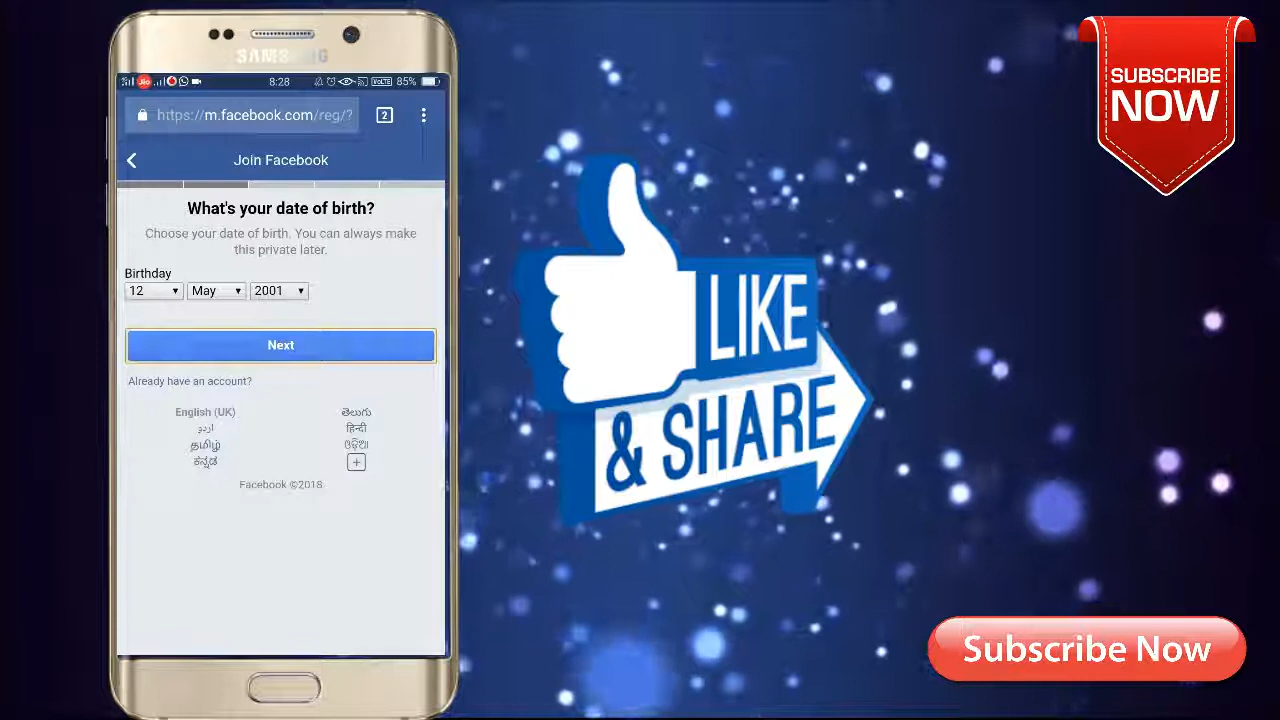 SAMSUNG
Jio 8:28 VoLTE 85%
https://m.facebook.com/reg/?
2
Join Facebook
What's your date of birth?
Choose your date of birth. You can always make
this private later.
Birthday
12 May 2001
Next
Already have an account?
English (UK) తెలుగు
اردو हिन्दी
தமிழ் ଓଡ଼ିଆ
ಕನ್ನಡ +
Facebook ©2018
LIKE
& SHARE
SUBSCRIBE
NOW
Subscribe Now